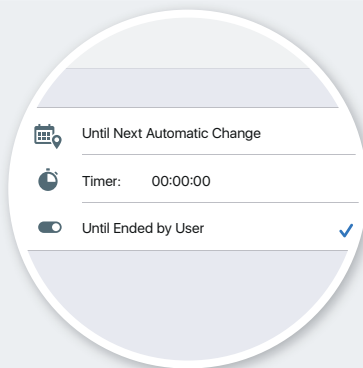 Until Next Automatic Change
Timer: 00:00:00
Until Ended by User